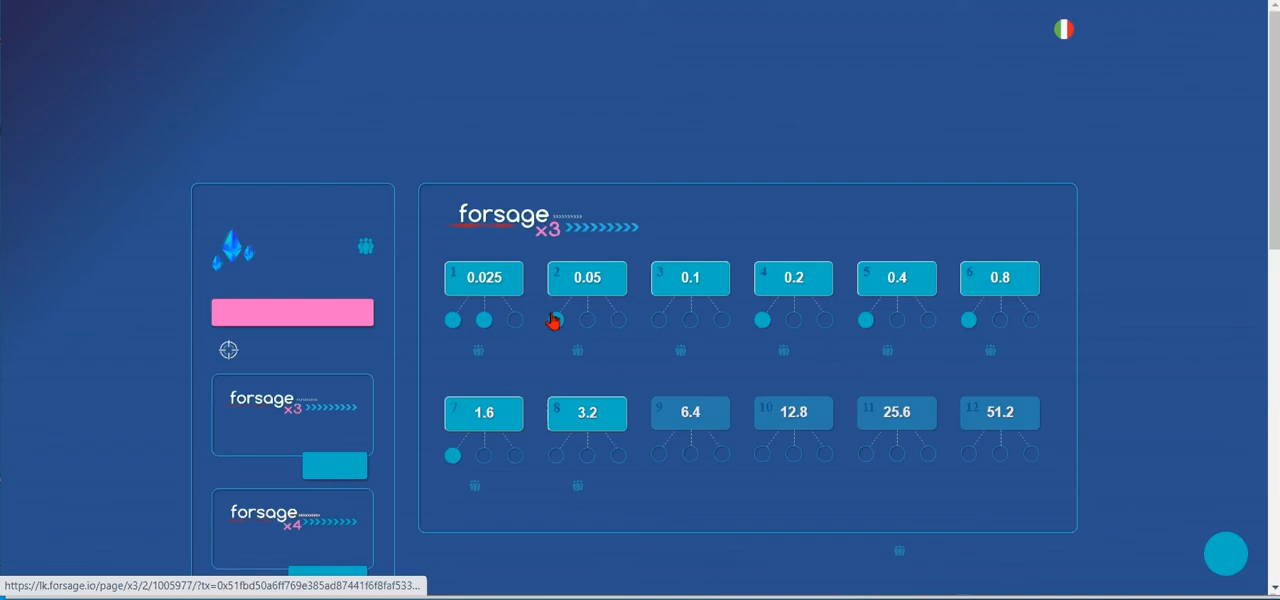 forsage
x3
1 0.025
2 0.05
3 0.1
4 0.2
5 0.4
6 0.8
7 1.6
8 3.2
9 6.4
10 12.8
11 25.6
12 51.2
forsage
x3
forsage
x4
https://lk.forsage.io/page/x3/2/1005977/?tx=0x51fbd50a6ff769e385ad87441f6f8faf533...